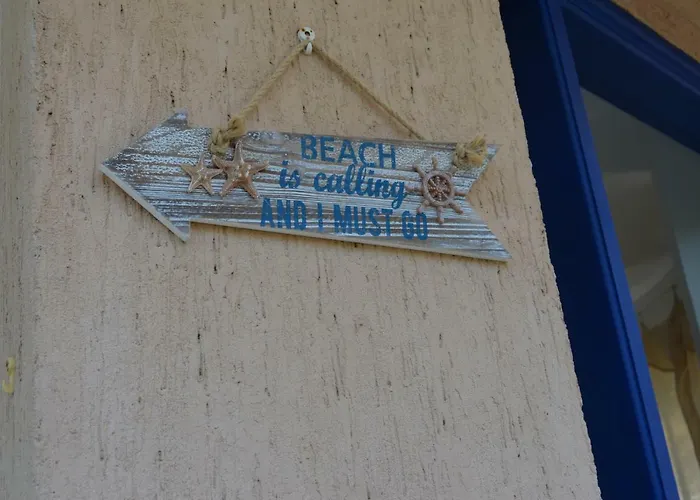 BEACH
is calling
AND I MUST GO